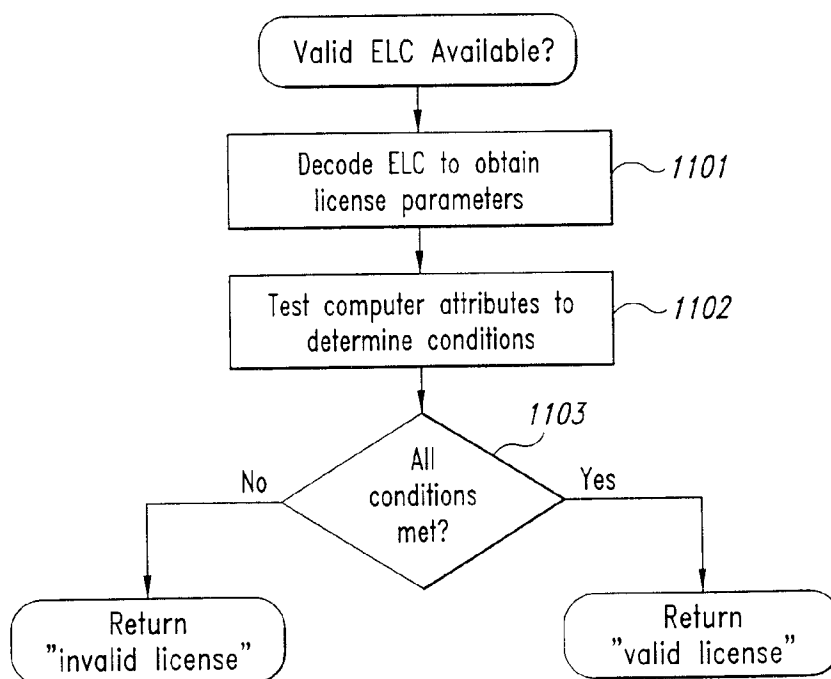 Valid ELC Available?
Decode ELC to obtain
license parameters
1101
Test computer attributes to
determine conditions
1102
1103
All
conditions
met?
No
Yes
Return
"invalid license"
Return
"valid license"